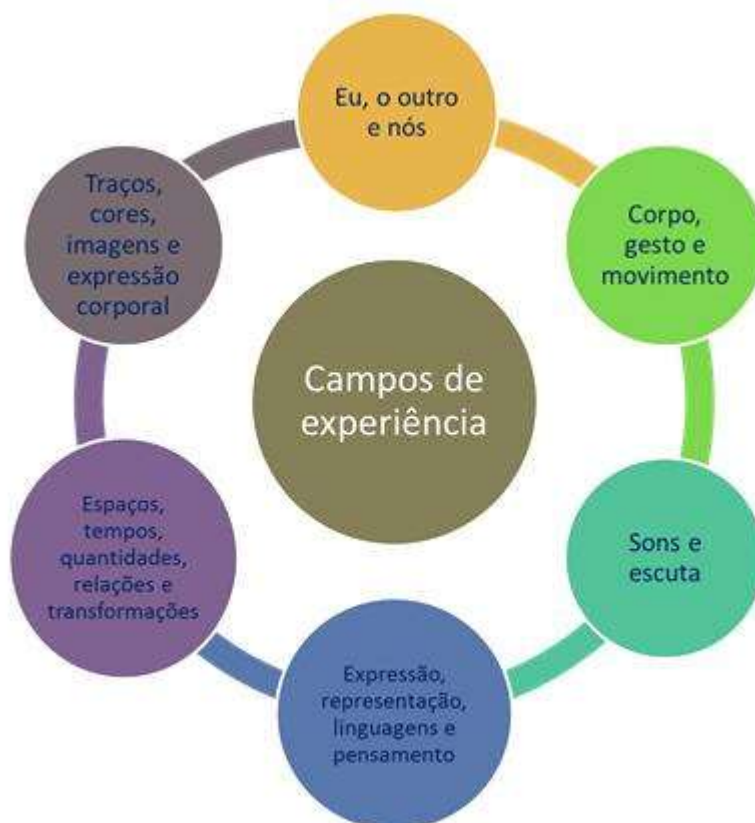 Eu, o outro
e nós
Corpo,
gesto e
movimento
Sons e
escuta
Expressão,
representação,
linguagens e
pensamento
Espaços,
tempos,
quantidades,
relações e
transformações
Traços,
cores,
imagens e
expressão
corporal
Campos de
experiência